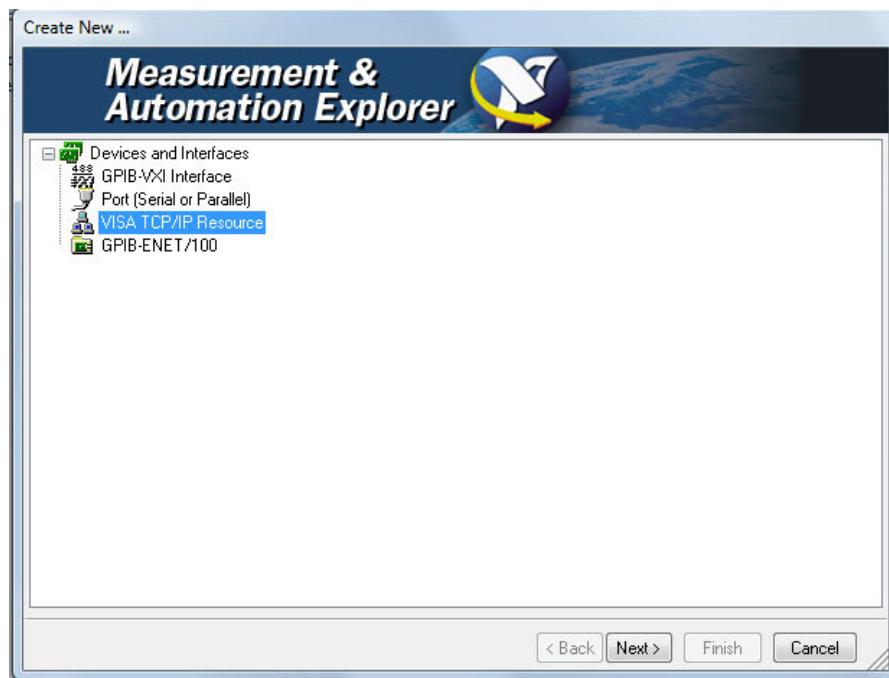 Create New ...
Measurement &
Automation Explorer
Devices and Interfaces
GPIB-VXI Interface
Port (Serial or Parallel)
VISA TCP/IP Resource
GPIB-ENET/100
< Back Next > Finish Cancel